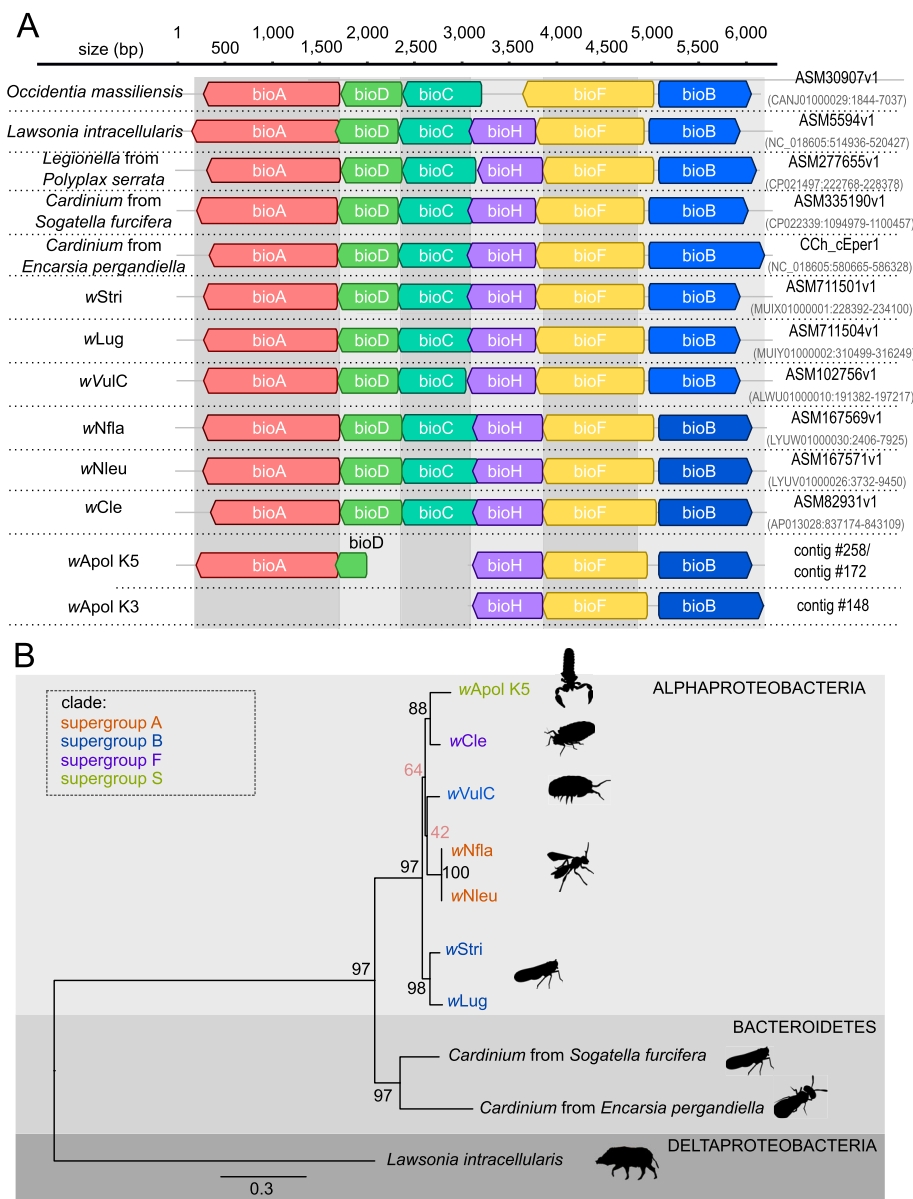 A
size (bp)
1 1,000 2,000 3,000 4,000 5,000 6,000
500 1,500 2,500 3,500 4,500 5,500
Occidentia massiliensis bioA bioD bioC bioF bioB ASM30907v1
(CANJ01000029:1844-7037)
Lawsonia intracellularis bioA bioD bioC bioH bioF bioB ASM5594v1
(NC_018605:514936-520427)
Legionella from
Polyplax serrata bioA bioD bioC bioH bioF bioB ASM277655v1
(CP021497:222768-228378)
Cardinium from
Sogatella furcifera bioA bioD bioC bioH bioF bioB ASM335190v1
(CP022339:1094979-1100457)
Cardinium from
Encarsia pergandiella bioA bioD bioC bioH bioF bioB CCh_cEper1
(NC_018605:580665-586328)
wStri bioA bioD bioC bioH bioF bioB ASM711501v1
(MUIX01000001:228392-234100)
wLug bioA bioD bioC bioH bioF bioB ASM711504v1
(MUIY01000002:310499-316249)
wVulC bioA bioD bioC bioH bioF bioB ASM102756v1
(ALWU01000010:191382-197217)
wNfla bioA bioD bioC bioH bioF bioB ASM167569v1
(LYUW01000030:2406-7925)
wNleu bioA bioD bioC bioH bioF bioB ASM167571v1
(LYUV01000026:3732-9450)
wCle bioA bioD bioC bioH bioF bioB ASM82931v1
(AP013028:837174-843109)
bioD
wApol K5 bioA bioH bioF bioB contig #258/
contig #172
wApol K3 bioH bioF bioB contig #148
B
ALPHAPROTEOBACTERIA
clade:
supergroup A
supergroup B
supergroup F
supergroup S
wApol K5
88
wCle
64
wVulC
42
wNfla
97 100
wNleu
wStri
97
98
wLug
BACTEROIDETES
Cardinium from Sogatella furcifera
97
Cardinium from Encarsia pergandiella
DELTAPROTEOBACTERIA
Lawsonia intracellularis
0.3